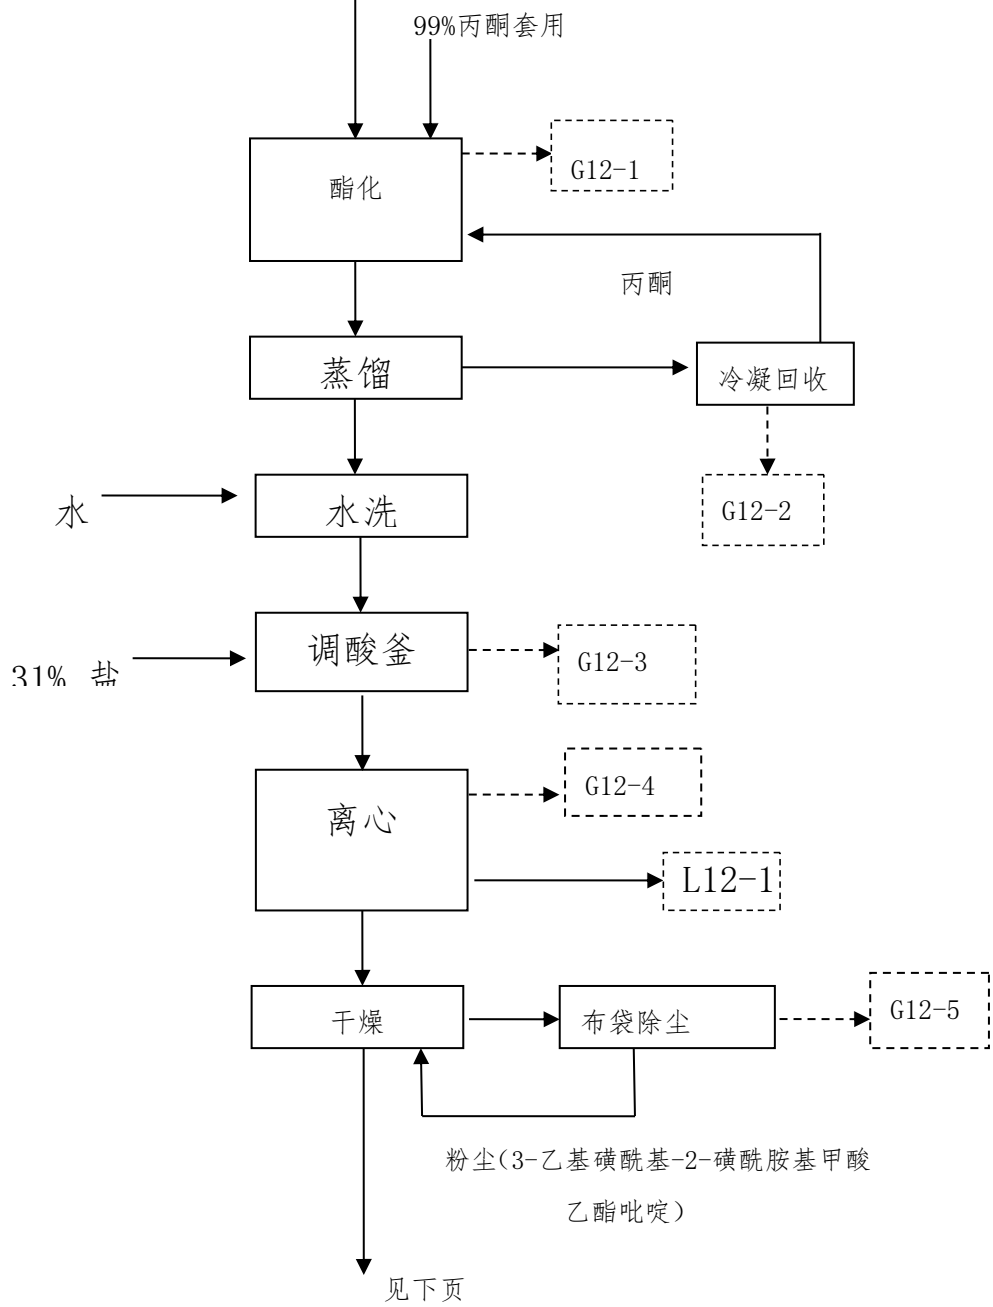 99%丙酮套用
G12-1
酯化
丙酮
蒸馏
冷凝回收
水
水洗
G12-2
调酸釜
G12-3
31% 盐
G12-4
离心
L12-1
干燥
布袋除尘
G12-5
粉尘(3-乙基磺酰基-2-磺酰胺基甲酸
乙酯吡啶)
见下页